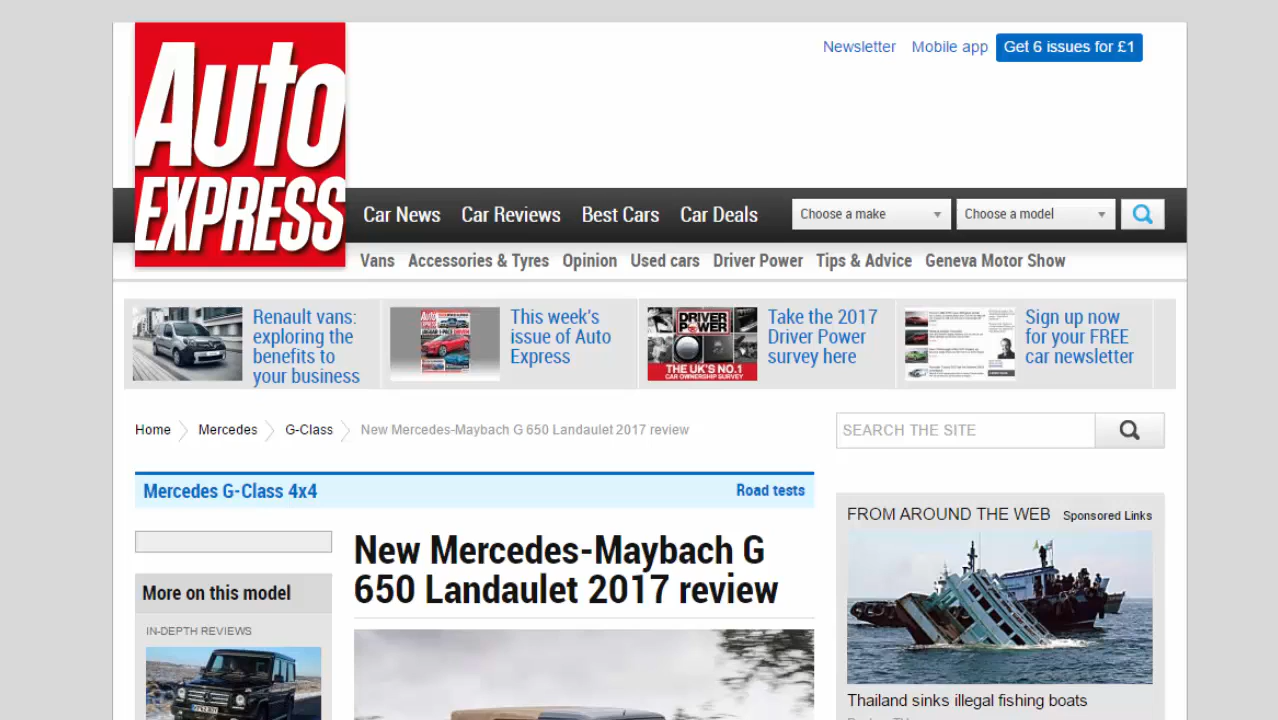 Auto
EXPRESS
Newsletter Mobile app Get 6 issues for £1
Car News Car Reviews Best Cars Car Deals Choose a make Choose a model
Vans Accessories & Tyres Opinion Used cars Driver Power Tips & Advice Geneva Motor Show
Renault vans:
exploring the
benefits to
your business
This week's
issue of Auto
Express
DRIVER
POWER
THE UK'S NO.1
CAR OWNERSHIP SURVEY
Take the 2017
Driver Power
survey here
Sign up now
for your FREE
car newsletter
Home Mercedes G-Class New Mercedes-Maybach G 650 Landaulet 2017 review
SEARCH THE SITE
Mercedes G-Class 4x4 Road tests
New Mercedes-Maybach G
650 Landaulet 2017 review
More on this model
IN-DEPTH REVIEWS
FROM AROUND THE WEB Sponsored Links
Thailand sinks illegal fishing boats